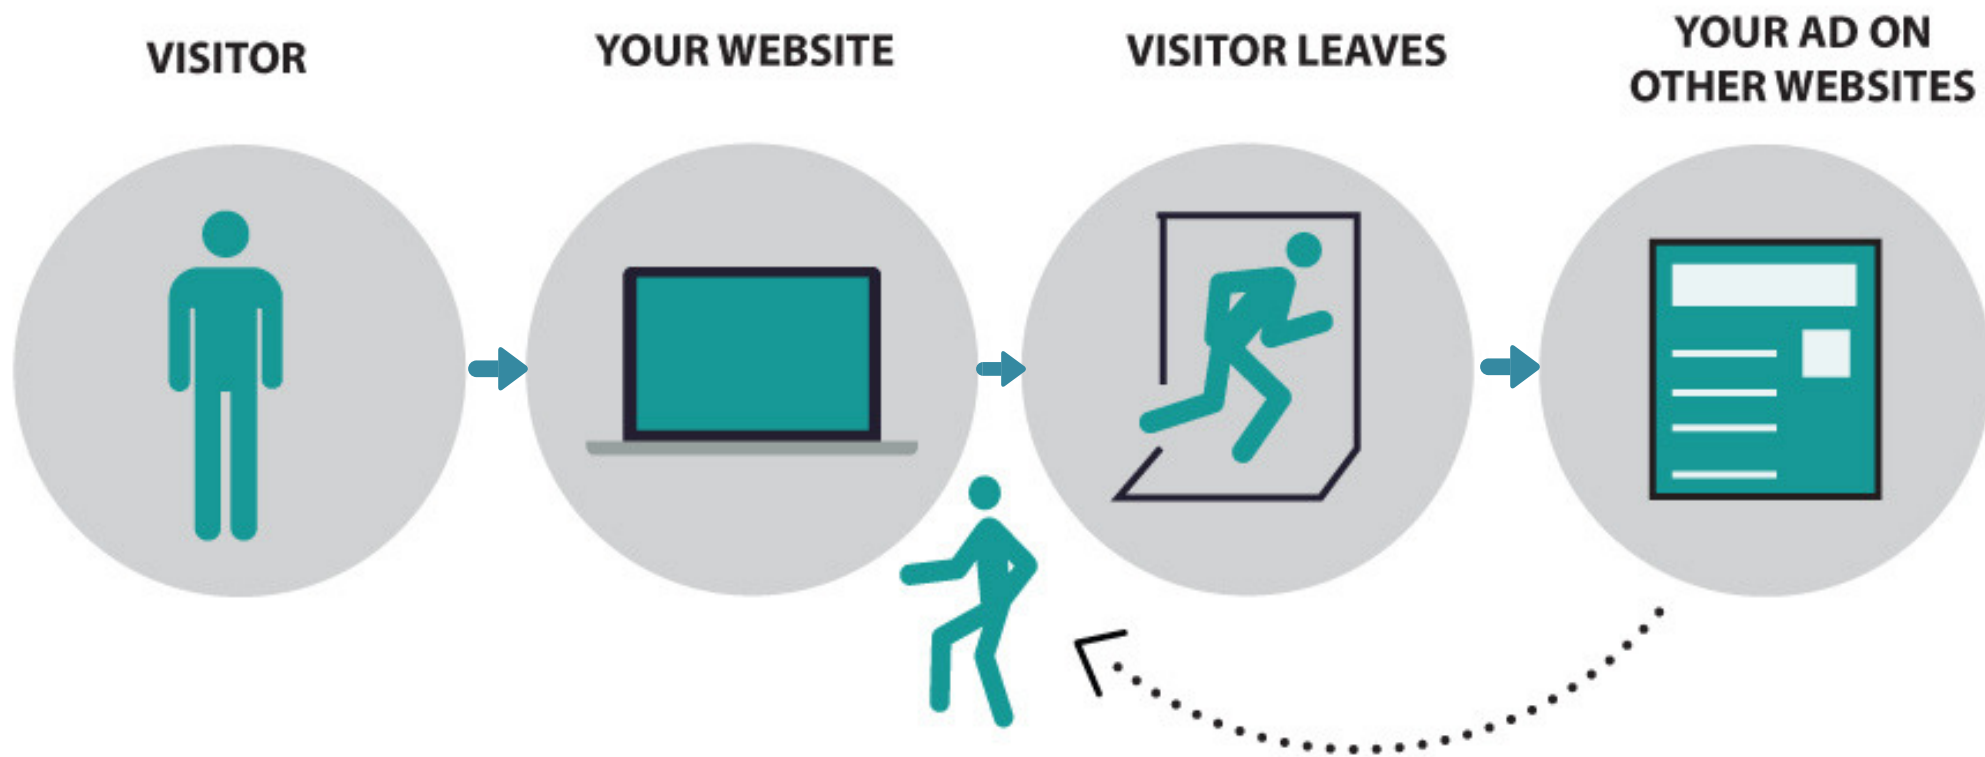 VISITOR
YOUR WEBSITE
VISITOR LEAVES
YOUR AD ON
OTHER WEBSITES